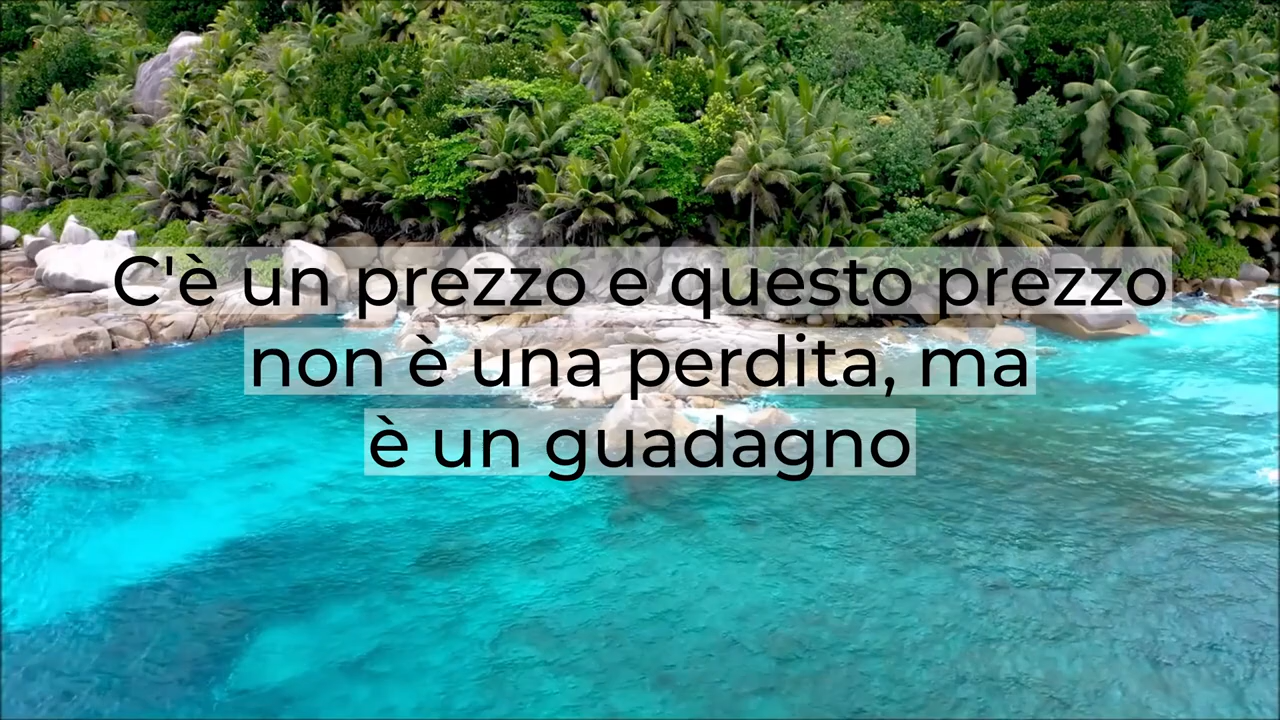 C'è un prezzo e questo prezzo
non è una perdita, ma
è un guadagno